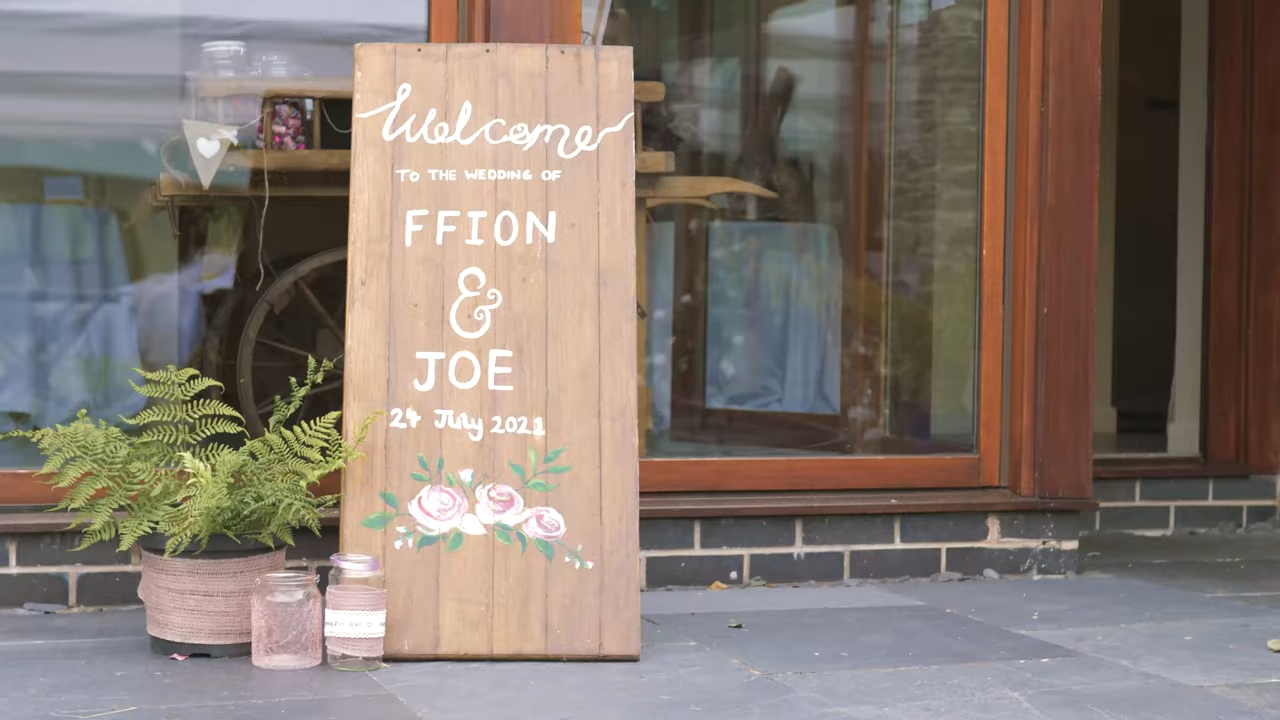 Welcome
TO THE WEDDING OF
FFION
&
JOE
24 July 2021